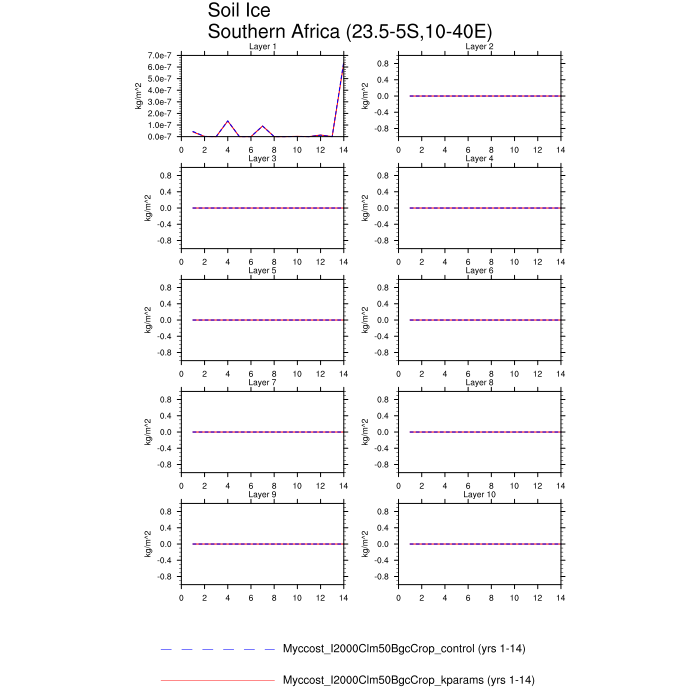 Soil Ice
Southern Africa (23.5-5S,10-40E)
Layer 1
7.0e-7
6.0e-7
5.0e-7
4.0e-7
3.0e-7
2.0e-7
1.0e-7
0.0e-7
kg/m^2
0 2 4 6 8 10 12 14
Layer 2
0.8
0.4
0.0
-0.4
-0.8
0 2 4 6 8 10 12 14
Layer 3
0.8
0.4
0.0
-0.4
-0.8
kg/m^2
0 2 4 6 8 10 12 14
Layer 4
0.8
0.4
0.0
-0.4
-0.8
0 2 4 6 8 10 12 14
Layer 5
0.8
0.4
0.0
-0.4
-0.8
kg/m^2
0 2 4 6 8 10 12 14
Layer 6
0.8
0.4
0.0
-0.4
-0.8
0 2 4 6 8 10 12 14
Layer 7
0.8
0.4
0.0
-0.4
-0.8
kg/m^2
0 2 4 6 8 10 12 14
Layer 8
0.8
0.4
0.0
-0.4
-0.8
0 2 4 6 8 10 12 14
Layer 9
0.8
0.4
0.0
-0.4
-0.8
kg/m^2
0 2 4 6 8 10 12 14
Layer 10
0.8
0.4
0.0
-0.4
-0.8
0 2 4 6 8 10 12 14
Myccost_I2000Clm50BgcCrop_control (yrs 1-14)
Myccost_I2000Clm50BgcCrop_kparams (yrs 1-14)